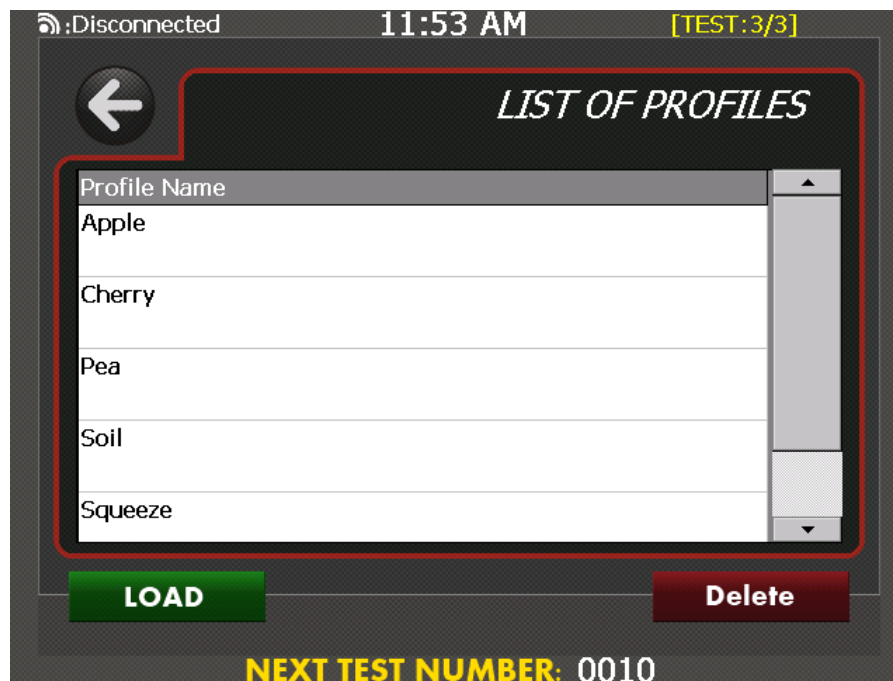 :Disconnected 11:53 AM [TEST:3/3]
LIST OF PROFILES
Profile Name
Apple
Cherry
Pea
Soil
Squeeze
LOAD Delete
NEXT TEST NUMBER: 0010